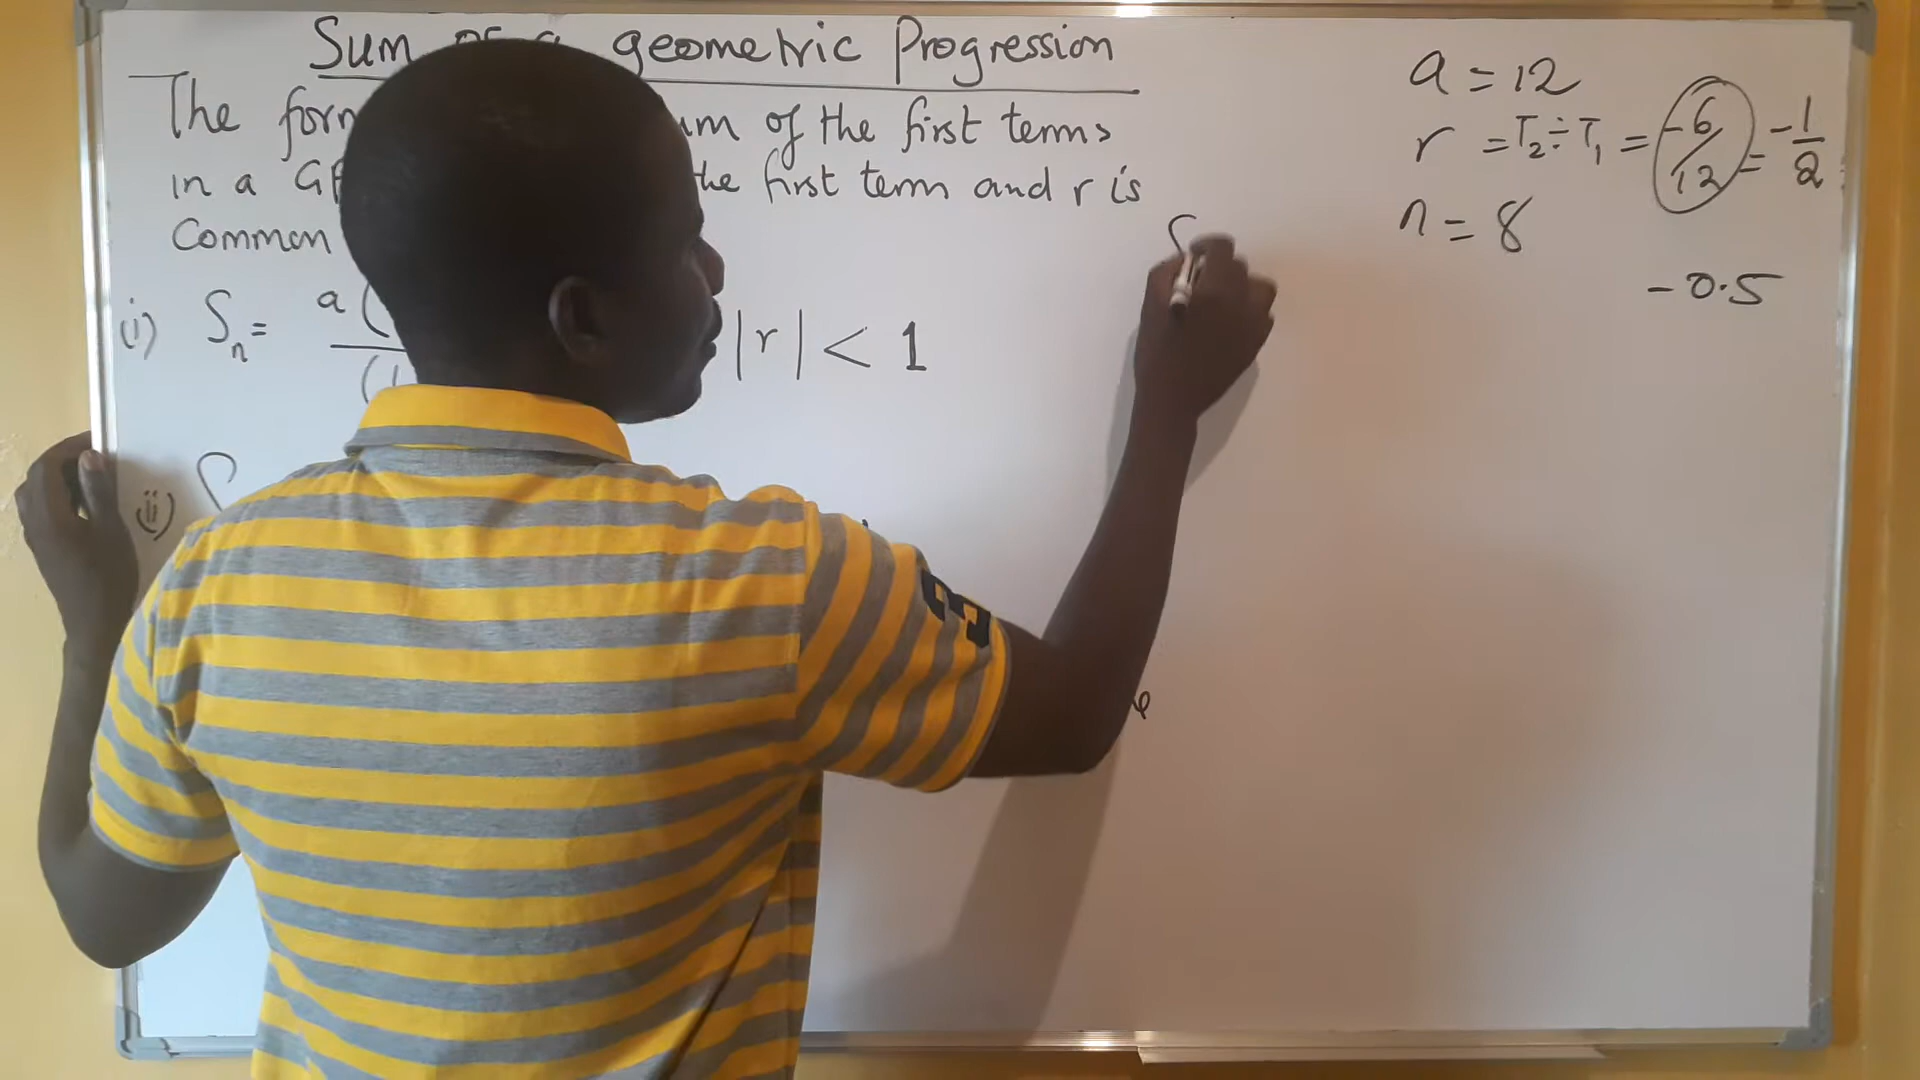 Sum of a geometric Progression
The form um of the first terms
in a GP the first term and r is
Common
(i) Sn = a( |r| < 1
(1
(ii) S
a = 12
r = T2 ÷ T1 = -6/12 = -1/2
n = 8
-0.5
S